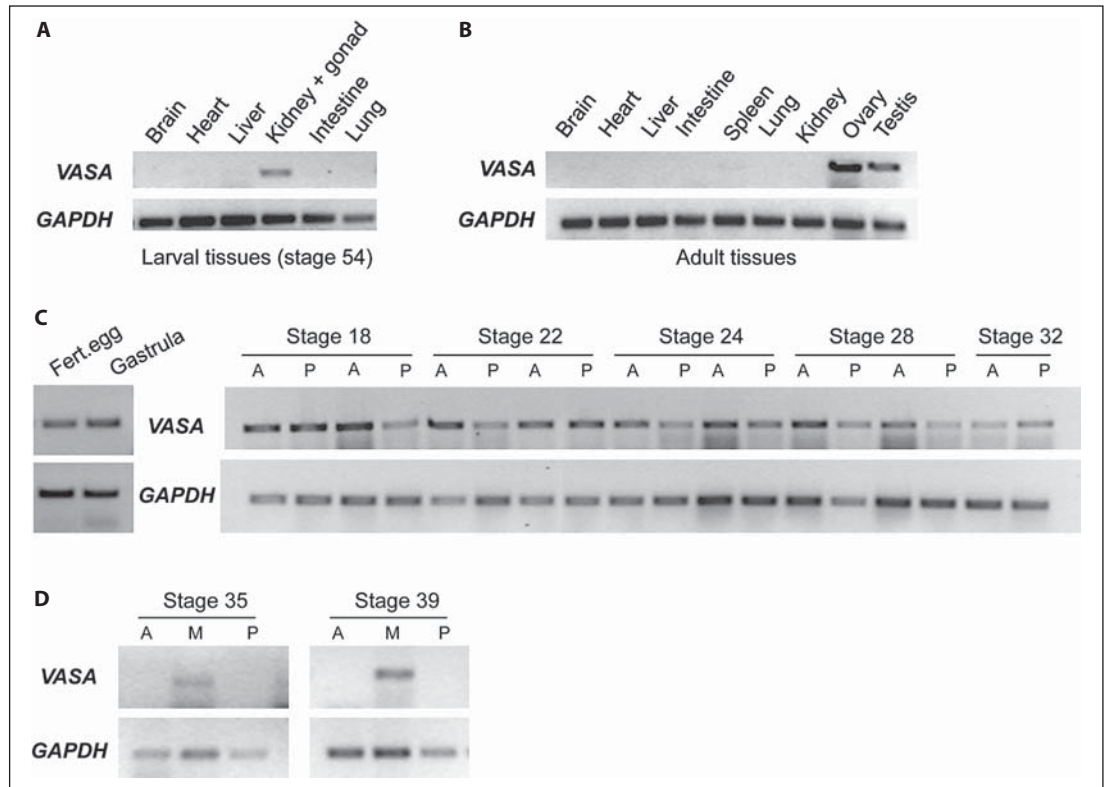 A
Brain Heart Liver Kidney + gonad Intestine Lung
VASA
GAPDH
Larval tissues (stage 54)
B
Brain Heart Liver Intestine Spleen Lung Kidney Ovary Testis
VASA
GAPDH
Adult tissues
C
Fert.egg Gastrula
Stage 18 Stage 22 Stage 24 Stage 28 Stage 32
A P A P A P A P A P A P A P A P A P
VASA
GAPDH
D
Stage 35 Stage 39
A M P A M P
VASA
GAPDH